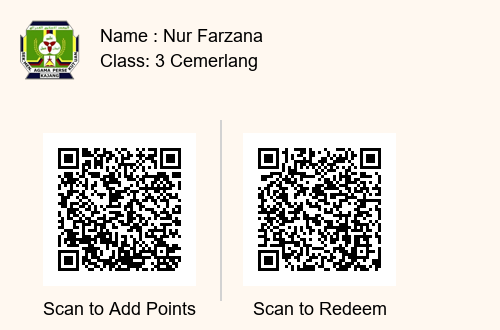 Name : Nur Farzana
Class: 3 Cemerlang
AGAMA PERSE
KAJANG
Scan to Add Points
Scan to Redeem